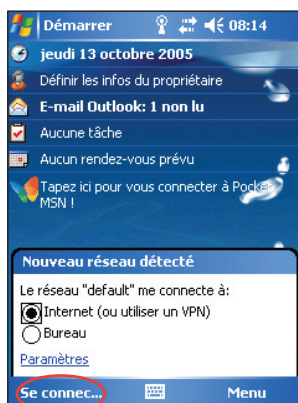 Démarrer 08:14
jeudi 13 octobre 2005
Définir les infos du propriétaire
E-mail Outlook: 1 non lu
Aucune tâche
Aucun rendez-vous prévu
Tapez ici pour vous connecter à Pocket
MSN !
Nouveau réseau détecté
Le réseau "default" me connecte à:
Internet (ou utiliser un VPN)
Bureau
Paramètres
Se connec... Menu